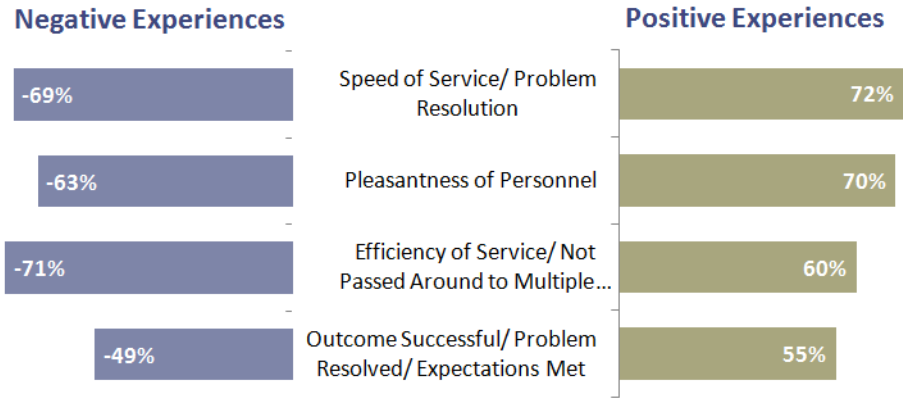 Negative Experiences
Positive Experiences
-69%
Speed of Service/ Problem
Resolution
72%
-63%
Pleasantness of Personnel
70%
-71%
Efficiency of Service/ Not
Passed Around to Multiple...
60%
-49%
Outcome Successful/ Problem
Resolved/ Expectations Met
55%